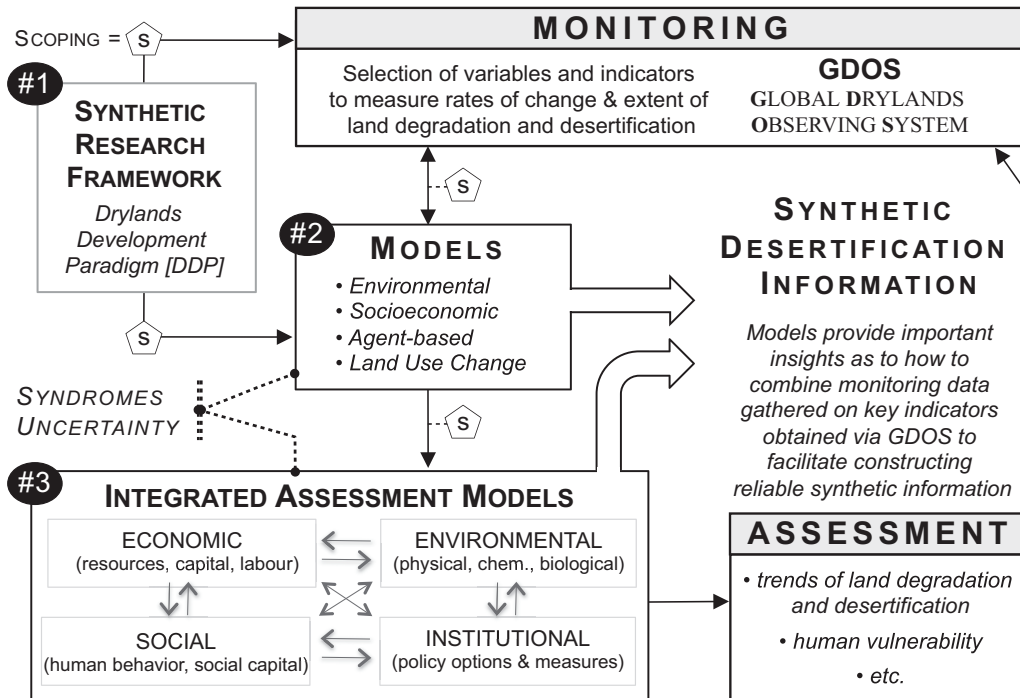 SCOPING = S
#1
SYNTHETIC
RESEARCH
FRAMEWORK
Drylands
Development
Paradigm [DDP]
S
MONITORING
Selection of variables and indicators
to measure rates of change & extent of
land degradation and desertification
GDOS
GLOBAL DRYLANDS
OBSERVING SYSTEM
S
#2
MODELS
• Environmental
• Socioeconomic
• Agent-based
• Land Use Change
SYNTHETIC
DESERTIFICATION
INFORMATION
Models provide important
insights as to how to
combine monitoring data
gathered on key indicators
obtained via GDOS to
facilitate constructing
reliable synthetic information
SYNDROMES
UNCERTAINTY
S
#3
INTEGRATED ASSESSMENT MODELS
ECONOMIC
(resources, capital, labour)
ENVIRONMENTAL
(physical, chem., biological)
SOCIAL
(human behavior, social capital)
INSTITUTIONAL
(policy options & measures)
ASSESSMENT
• trends of land degradation
and desertification
• human vulnerability
• etc.